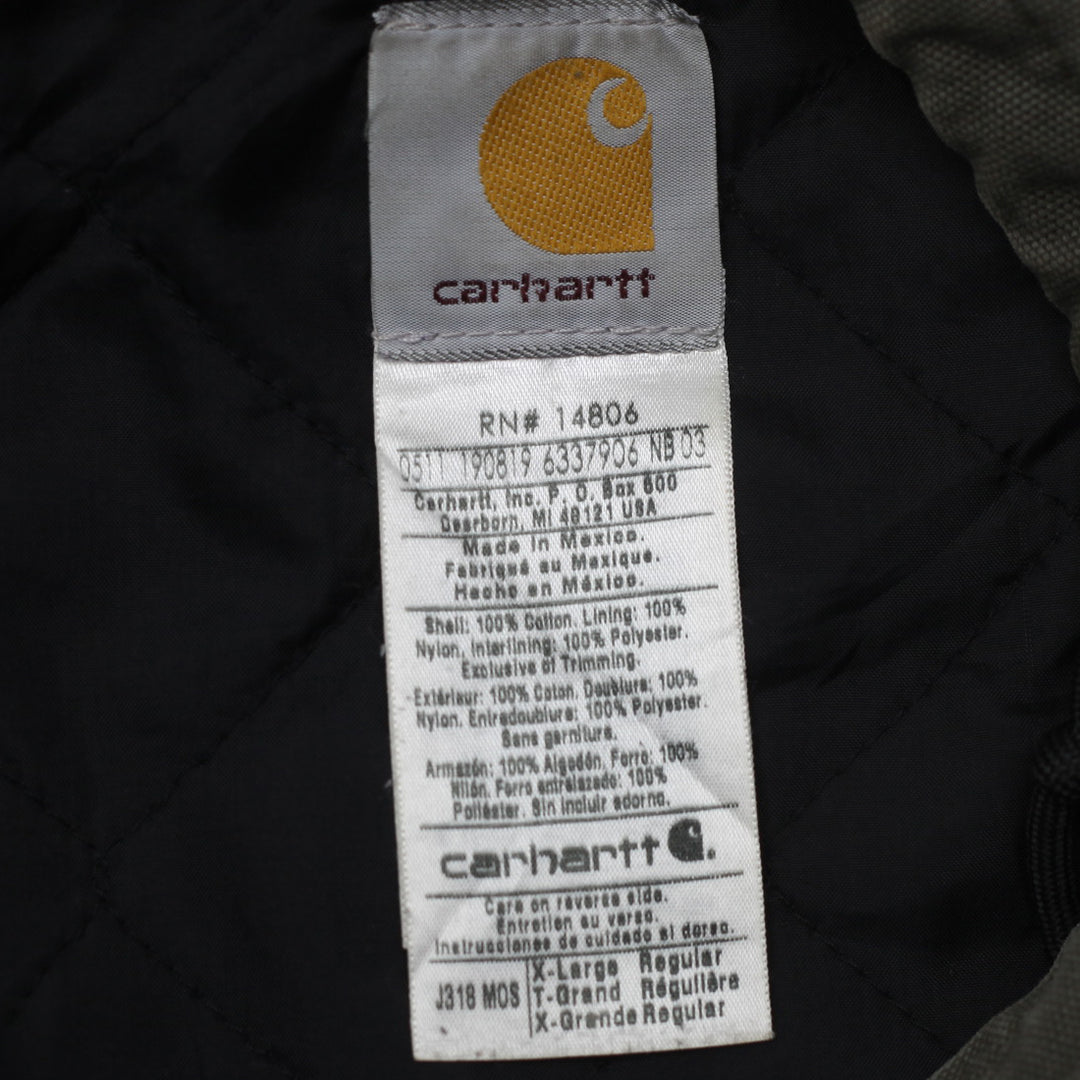 carhartt
RN# 14806
0511 190819 6337906 NB 03
Carhartt, Inc. P. O. Box 600
Dearborn, MI 48121 USA
Made in Mexico.
Fabriqué au Mexique.
Hecho en México.
Shell: 100% Cotton. Lining: 100%
Nylon. Interlining: 100% Polyester.
Exclusive of Trimming.
Extérieur: 100% Coton. Doublure: 100%
Nylon. Entredoublure: 100% Polyester.
Sans garniture.
Armazón: 100% Algodón. Forro: 100%
Nilón. Forro entrelazado: 100%
Poliéster. Sin incluir adorno.
carhartt
Care on reverse side.
Entretien au verso.
Instrucciones de cuidado al dorso.
J318 MOS
X-Large Regular
T-Grand Régulière
X-Grande Regular